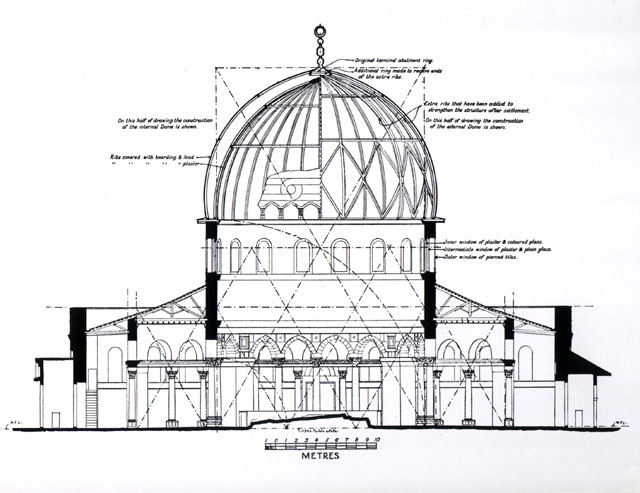 Original terminal abutment ring
Additional ring made to receive ends
of the extra ribs.
Extra ribs that have been added to
strengthen the structure after settlement.
On this half of drawing the construction
of the internal Dome is shown.
On this half of drawing the construction
of the external Dome is shown.
Ribs covered with boarding & lead
" " " " plaster
Inner window of plaster & coloured glass.
Intermediate window of plaster & plain glass.
Outer window of pierced tiles.
M.F.L.
M.F.L.
1 0 1 2 3 4 5 6 7 8 9 10
METRES